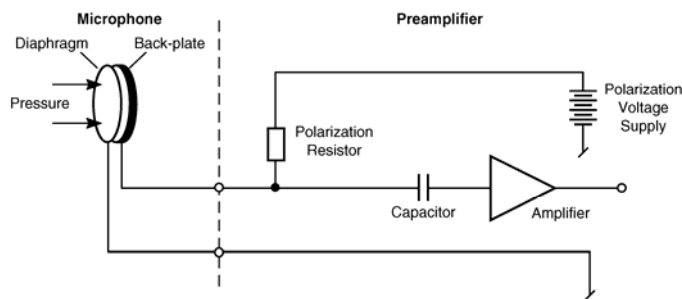 Microphone
Preamplifier
Diaphragm
Back-plate
Pressure
Polarization
Resistor
Polarization
Voltage
Supply
Capacitor
Amplifier